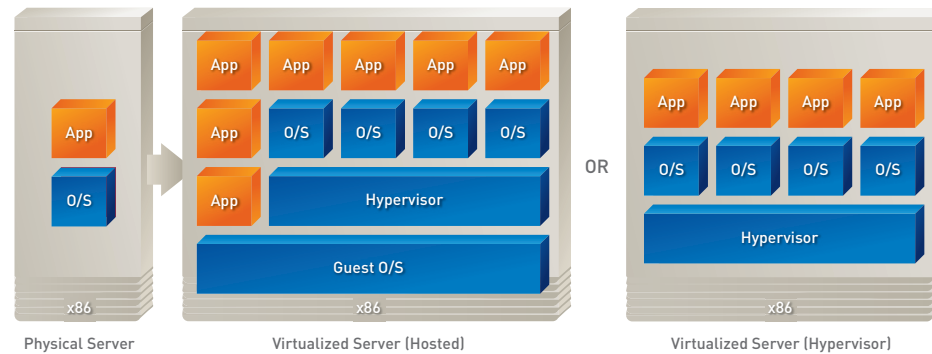 App App App App App
App O/S O/S O/S O/S
App Hypervisor
Guest O/S
x86
Virtualized Server (Hosted)
App
O/S
x86
Physical Server
OR
App App App App
O/S O/S O/S O/S
Hypervisor
x86
Virtualized Server (Hypervisor)